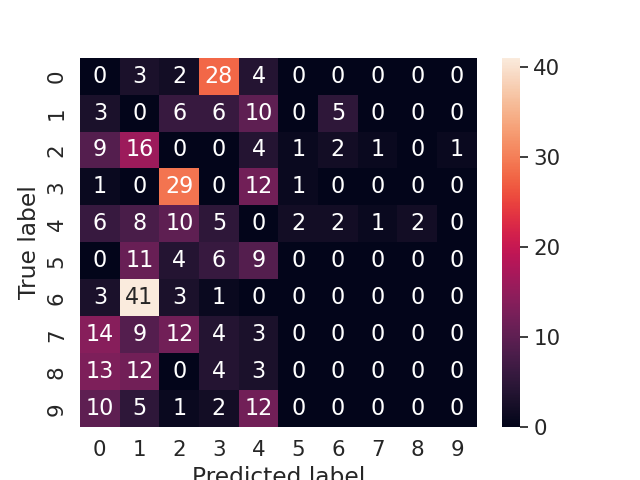 0 0 3 2 28 4 0 0 0 0 0 40
1 3 0 6 6 10 0 5 0 0 0
2 9 16 0 0 4 1 2 1 0 1 30
3 1 0 29 0 12 1 0 0 0 0
4 6 8 10 5 0 2 2 1 2 0
True label
5 0 11 4 6 9 0 0 0 0 0 20
6 3 41 3 1 0 0 0 0 0 0
7 14 9 12 4 3 0 0 0 0 0 10
8 13 12 0 4 3 0 0 0 0 0
9 10 5 1 2 12 0 0 0 0 0 0
0 1 2 3 4 5 6 7 8 9
Predicted label